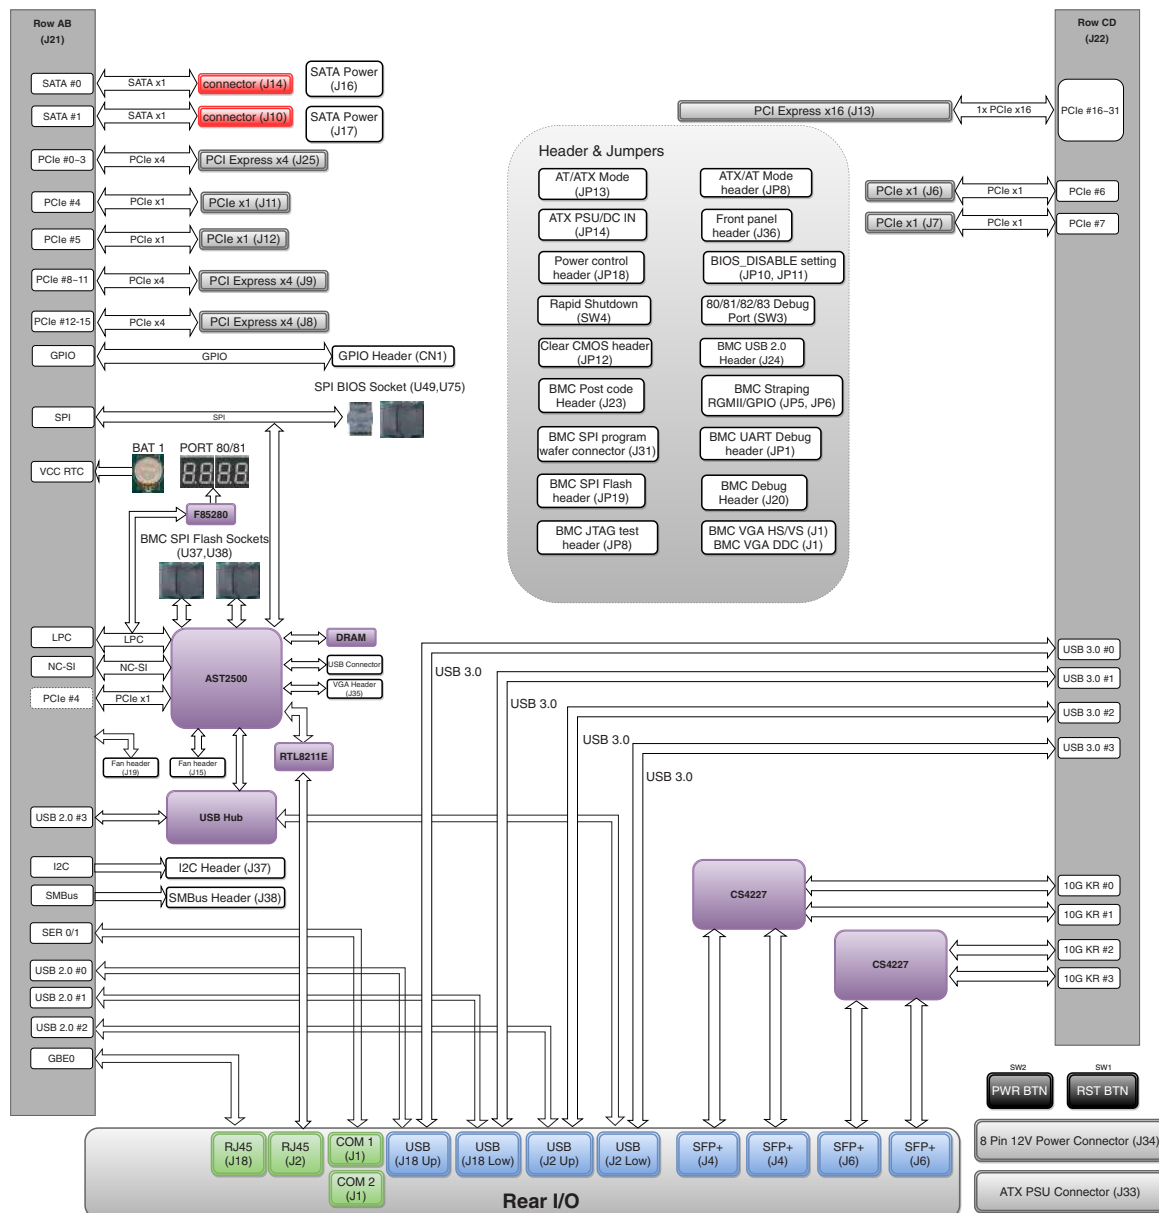 Row AB
(J21)
Row CD
(J22)
SATA #0
SATA x1
connector (J14)
SATA Power
(J16)
SATA #1
SATA x1
connector (J10)
SATA Power
(J17)
PCIe #0~3
PCIe x4
PCI Express x4 (J25)
PCIe #4
PCIe x1
PCIe x1 (J11)
PCIe #5
PCIe x1
PCIe x1 (J12)
PCIe #8~11
PCIe x4
PCI Express x4 (J9)
PCIe #12-15
PCIe x4
PCI Express x4 (J8)
GPIO
GPIO
GPIO Header (CN1)
SPI BIOS Socket (U49,U75)
SPI
SPI
BAT 1
PORT 80/81
VCC RTC
F85280
BMC SPI Flash Sockets
(U37,U38)
LPC
LPC
NC-SI
NC-SI
PCIe #4
PCIe x1
AST2500
DRAM
USB Connector
VGA Header
(J35)
RTL8211E
Fan header
(J19)
Fan header
(J15)
USB 2.0 #3
USB Hub
I2C
I2C Header (J37)
SMBus
SMBus Header (J38)
SER 0/1
USB 2.0 #0
USB 2.0 #1
USB 2.0 #2
GBE0
PCI Express x16 (J13)
1x PCIe x16
PCIe #16~31
PCIe x1 (J6)
PCIe x1
PCIe #6
PCIe x1 (J7)
PCIe x1
PCIe #7
Header & Jumpers
AT/ATX Mode
(JP13)
ATX/AT Mode
header (JP8)
ATX PSU/DC IN
(JP14)
Front panel
header (J36)
Power control
header (JP18)
BIOS_DISABLE setting
(JP10, JP11)
Rapid Shutdown
(SW4)
80/81/82/83 Debug
Port (SW3)
Clear CMOS header
(JP12)
BMC USB 2.0
Header (J24)
BMC Post code
Header (J23)
BMC Straping
RGMII/GPIO (JP5, JP6)
BMC SPI program
wafer connector (J31)
BMC UART Debug
header (JP1)
BMC SPI Flash
header (JP19)
BMC Debug
Header (J20)
BMC JTAG test
header (JP8)
BMC VGA HS/VS (J1)
BMC VGA DDC (J1)
USB 3.0
USB 3.0 #0
USB 3.0
USB 3.0 #1
USB 3.0
USB 3.0 #2
USB 3.0
USB 3.0 #3
CS4227
10G KR #0
10G KR #1
CS4227
10G KR #2
10G KR #3
SW2
PWR BTN
SW1
RST BTN
8 Pin 12V Power Connector (J34)
ATX PSU Connector (J33)
RJ45
(J18)
RJ45
(J2)
COM 1
(J1)
COM 2
(J1)
USB
(J18 Up)
USB
(J18 Low)
USB
(J2 Up)
USB
(J2 Low)
SFP+
(J4)
SFP+
(J4)
SFP+
(J6)
SFP+
(J6)
Rear I/O